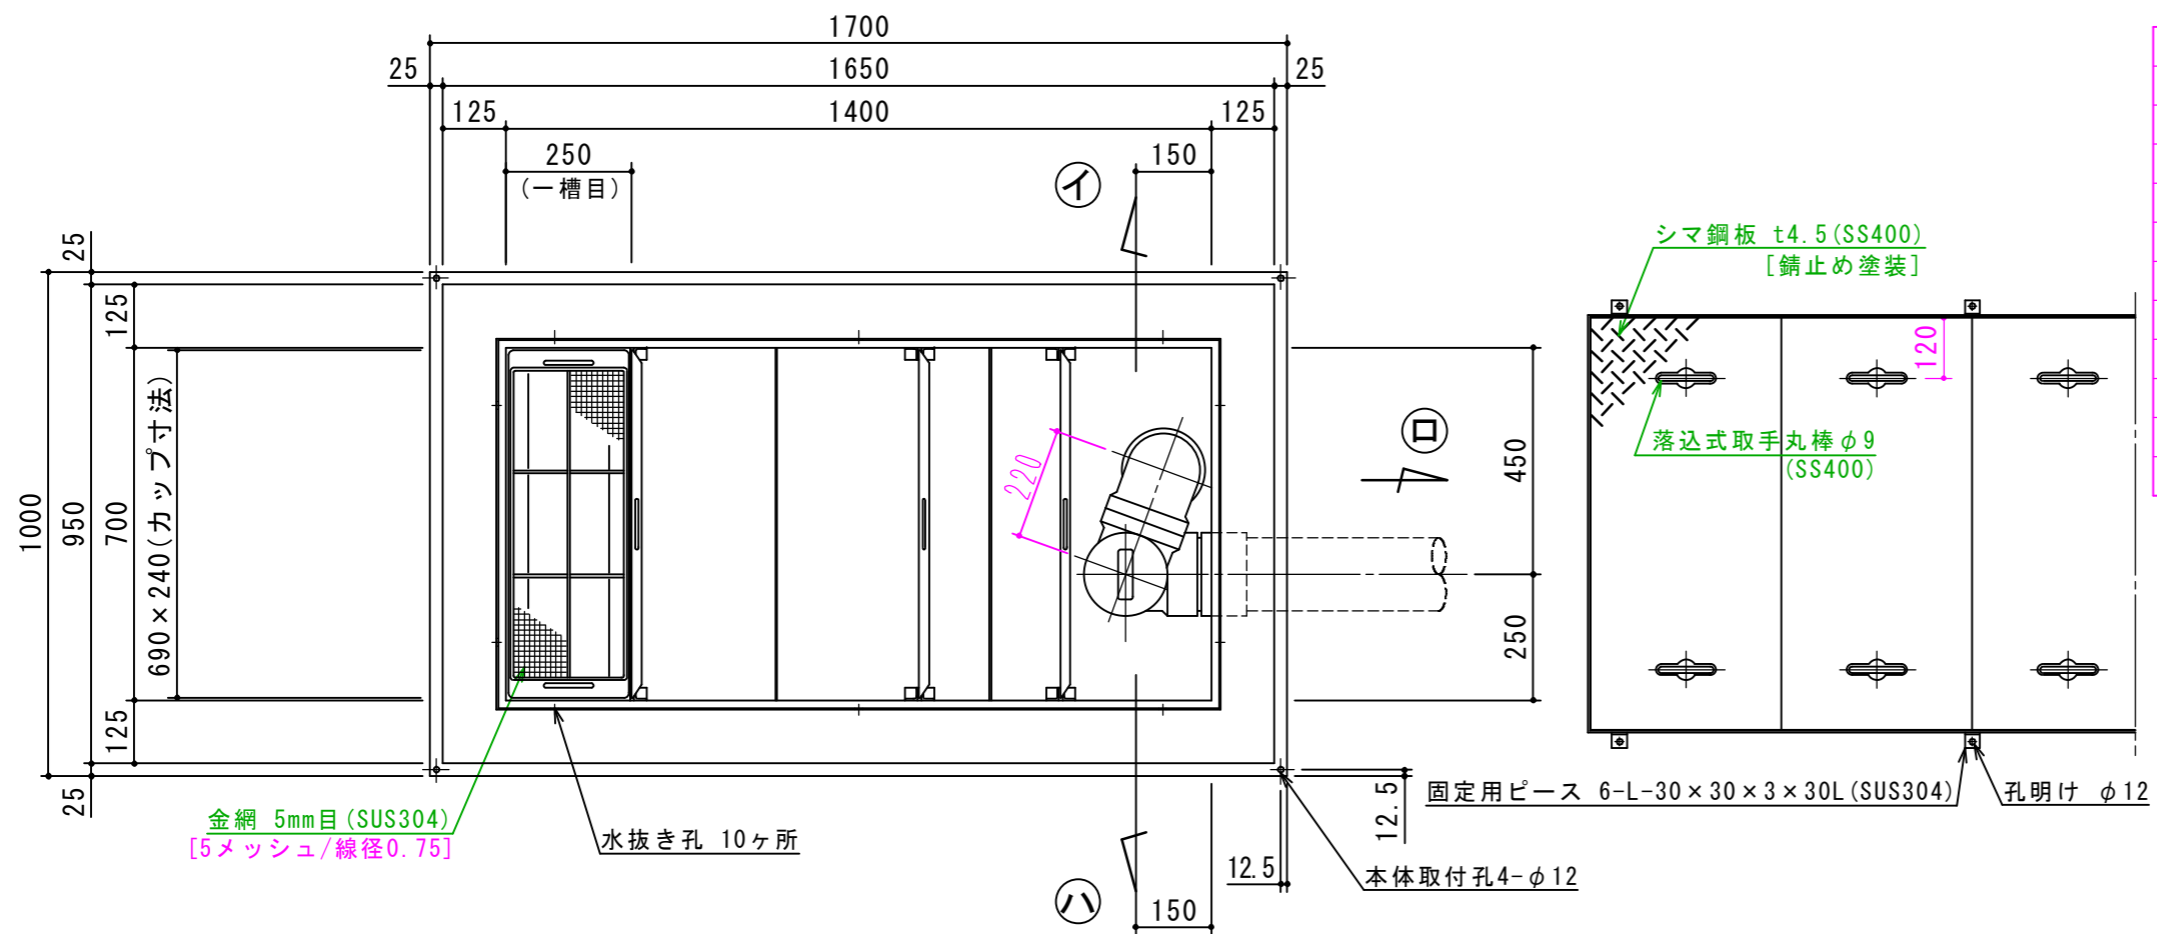 1700
25
1650
25
125
1400
125
250
(一槽目)
150
イ
25
125
1000
950
700
690×240(カップ寸法)
125
25
220
ロ
450
250
シマ鋼板 t4.5(SS400)
[錆止め塗装]
120
落込式取手丸棒φ9
(SS400)
固定用ピース 6-L-30×30×3×30L(SUS304)
孔明け φ12
金網 5mm目(SUS304)
[5メッシュ/線径0.75]
水抜き孔 10ヶ所
12.5
12.5
本体取付孔4-φ12
ハ
150